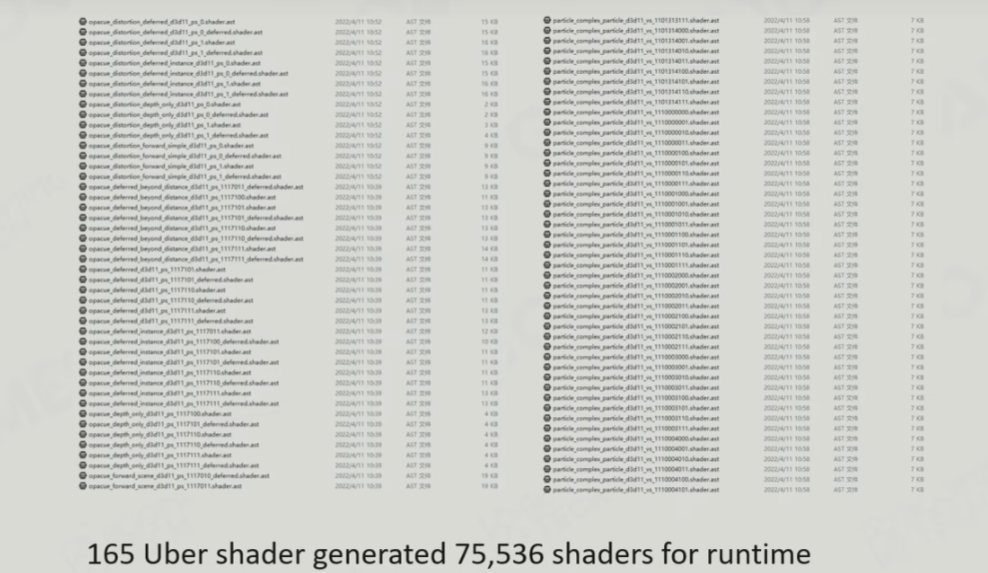 opacue_distortion_deferred_d3d11_ps_0.shader.ast 2022/4/11 10:52 AST 文件 15 KB
opacue_distortion_deferred_d3d11_ps_0_deferred.shader.ast 2022/4/11 10:52 AST 文件 15 KB
opacue_distortion_deferred_d3d11_ps_1.shader.ast 2022/4/11 10:52 AST 文件 16 KB
opacue_distortion_deferred_d3d11_ps_1_deferred.shader.ast 2022/4/11 10:52 AST 文件 16 KB
opacue_distortion_deferred_instance_d3d11_ps_0.shader.ast 2022/4/11 10:52 AST 文件 15 KB
opacue_distortion_deferred_instance_d3d11_ps_0_deferred.shader.ast 2022/4/11 10:52 AST 文件 15 KB
opacue_distortion_deferred_instance_d3d11_ps_1.shader.ast 2022/4/11 10:52 AST 文件 16 KB
opacue_distortion_deferred_instance_d3d11_ps_1_deferred.shader.ast 2022/4/11 10:52 AST 文件 16 KB
opacue_distortion_depth_only_d3d11_ps_0.shader.ast 2022/4/11 10:52 AST 文件 2 KB
opacue_distortion_depth_only_d3d11_ps_0_deferred.shader.ast 2022/4/11 10:52 AST 文件 2 KB
opacue_distortion_depth_only_d3d11_ps_1.shader.ast 2022/4/11 10:52 AST 文件 KB
opacue_distortion_depth_only_d3d11_ps_1_deferred.shader.ast 2022/4/11 10:52 AST 文件 4 KB
opacue_distortion_forward_simple_d3d11_ps_0.shader.ast 2022/4/11 10:52 AST 文件 9 KB
opacue_distortion_forward_simple_d3d11_ps_0_deferred.shader.ast 2022/4/11 10:52 AST 文件 9 KB
opacue_distortion_forward_simple_d3d11_ps_1.shader.ast 2022/4/11 10:52 AST 文件 9 KB
opacue_distortion_forward_simple_d3d11_ps_1_deferred.shader.ast 2022/4/11 10:52 AST 文件 9 KB
opacue_deferred_beyond_distance_d3d11_ps_1117011_deferred.shader.ast 2022/4/11 10:39 AST 文件 13 KB
opacue_deferred_beyond_distance_d3d11_ps_1117100.shader.ast 2022/4/11 10:39 AST 文件 11 KB
opacue_deferred_beyond_distance_d3d11_ps_1117101.shader.ast 2022/4/11 10:39 AST 文件 13 KB
opacue_deferred_beyond_distance_d3d11_ps_1117101_deferred.shader.ast 2022/4/11 10:39 AST 文件 13 KB
opacue_deferred_beyond_distance_d3d11_ps_1117110.shader.ast 2022/4/11 10:39 AST 文件 13 KB
opacue_deferred_beyond_distance_d3d11_ps_1117110_deferred.shader.ast 2022/4/11 10:39 AST 文件 13 KB
opacue_deferred_beyond_distance_d3d11_ps_1117111.shader.ast 2022/4/11 10:39 AST 文件 14 KB
opacue_deferred_beyond_distance_d3d11_ps_1117111_deferred.shader.ast 2022/4/11 10:39 AST 文件 14 KB
opacue_deferred_d3d11_ps_1117101.shader.ast 2022/4/11 10:39 AST 文件 11 KB
opacue_deferred_d3d11_ps_1117101_deferred.shader.ast 2022/4/11 10:39 AST 文件 11 KB
opacue_deferred_d3d11_ps_1117110.shader.ast 2022/4/11 10:39 AST 文件 11 KB
opacue_deferred_d3d11_ps_1117110_deferred.shader.ast 2022/4/11 10:39 AST 文件 11 KB
opacue_deferred_d3d11_ps_1117111.shader.ast 2022/4/11 10:39 AST 文件 13 KB
opacue_deferred_d3d11_ps_1117111_deferred.shader.ast 2022/4/11 10:39 AST 文件 13 KB
opacue_deferred_instance_d3d11_ps_1117011.shader.ast 2022/4/11 10:39 AST 文件 12 KB
opacue_deferred_instance_d3d11_ps_1117100_deferred.shader.ast 2022/4/11 10:39 AST 文件 10 KB
opacue_deferred_instance_d3d11_ps_1117101.shader.ast 2022/4/11 10:39 AST 文件 11 KB
opacue_deferred_instance_d3d11_ps_1117101_deferred.shader.ast 2022/4/11 10:39 AST 文件 11 KB
opacue_deferred_instance_d3d11_ps_1117110.shader.ast 2022/4/11 10:39 AST 文件 11 KB
opacue_deferred_instance_d3d11_ps_1117110_deferred.shader.ast 2022/4/11 10:39 AST 文件 11 KB
opacue_deferred_instance_d3d11_ps_1117111.shader.ast 2022/4/11 10:39 AST 文件 13 KB
opacue_deferred_instance_d3d11_ps_1117111_deferred.shader.ast 2022/4/11 10:39 AST 文件 13 KB
opacue_depth_only_d3d11_ps_1117100.shader.ast 2022/4/11 10:39 AST 文件 4 KB
opacue_depth_only_d3d11_ps_1117101_deferred.shader.ast 2022/4/11 10:39 AST 文件 4 KB
opacue_depth_only_d3d11_ps_1117110.shader.ast 2022/4/11 10:39 AST 文件 4 KB
opacue_depth_only_d3d11_ps_1117110_deferred.shader.ast 2022/4/11 10:39 AST 文件 4 KB
opacue_depth_only_d3d11_ps_1117111.shader.ast 2022/4/11 10:39 AST 文件 4 KB
opacue_depth_only_d3d11_ps_1117111_deferred.shader.ast 2022/4/11 10:39 AST 文件 4 KB
opacue_forward_scene_d3d11_ps_1117010_deferred.shader.ast 2022/4/11 10:39 AST 文件 19 KB
opacue_forward_scene_d3d11_ps_1117011.shader.ast 2022/4/11 10:39 AST 文件 19 KB
particle_complex_particle_d3d11_vs_1101313111.shader.ast 2022/4/11 10:58 AST 文件 7 KB
particle_complex_particle_d3d11_vs_1101314000.shader.ast 2022/4/11 10:58 AST 文件 7 KB
particle_complex_particle_d3d11_vs_1101314001.shader.ast 2022/4/11 10:58 AST 文件 7 KB
particle_complex_particle_d3d11_vs_1101314010.shader.ast 2022/4/11 10:58 AST 文件 7 KB
particle_complex_particle_d3d11_vs_1101314011.shader.ast 2022/4/11 10:58 AST 文件 7 KB
particle_complex_particle_d3d11_vs_1101314100.shader.ast 2022/4/11 10:58 AST 文件 7 KB
particle_complex_particle_d3d11_vs_1101314101.shader.ast 2022/4/11 10:58 AST 文件 7 KB
particle_complex_particle_d3d11_vs_1101314110.shader.ast 2022/4/11 10:58 AST 文件 7 KB
particle_complex_particle_d3d11_vs_1101314111.shader.ast 2022/4/11 10:58 AST 文件 7 KB
particle_complex_particle_d3d11_vs_1110000000.shader.ast 2022/4/11 10:58 AST 文件 7 KB
particle_complex_particle_d3d11_vs_1110000001.shader.ast 2022/4/11 10:58 AST 文件 7 KB
particle_complex_particle_d3d11_vs_1110000010.shader.ast 2022/4/11 10:58 AST 文件 7 KB
particle_complex_particle_d3d11_vs_1110000011.shader.ast 2022/4/11 10:58 AST 文件 7 KB
particle_complex_particle_d3d11_vs_1110000100.shader.ast 2022/4/11 10:58 AST 文件 7 KB
particle_complex_particle_d3d11_vs_1110000101.shader.ast 2022/4/11 10:58 AST 文件 7 KB
particle_complex_particle_d3d11_vs_1110000110.shader.ast 2022/4/11 10:58 AST 文件 7 KB
particle_complex_particle_d3d11_vs_1110000111.shader.ast 2022/4/11 10:58 AST 文件 7 KB
particle_complex_particle_d3d11_vs_1110001000.shader.ast 2022/4/11 10:58 AST 文件 7 KB
particle_complex_particle_d3d11_vs_1110001001.shader.ast 2022/4/11 10:58 AST 文件 7 KB
particle_complex_particle_d3d11_vs_1110001010.shader.ast 2022/4/11 10:58 AST 文件 7 KB
particle_complex_particle_d3d11_vs_1110001011.shader.ast 2022/4/11 10:58 AST 文件 7 KB
particle_complex_particle_d3d11_vs_1110001100.shader.ast 2022/4/11 10:58 AST 文件 7 KB
particle_complex_particle_d3d11_vs_1110001101.shader.ast 2022/4/11 10:58 AST 文件 7 KB
particle_complex_particle_d3d11_vs_1110001110.shader.ast 2022/4/11 10:58 AST 文件 7 KB
particle_complex_particle_d3d11_vs_1110001111.shader.ast 2022/4/11 10:58 AST 文件 7 KB
particle_complex_particle_d3d11_vs_1110002000.shader.ast 2022/4/11 10:58 AST 文件 7 KB
particle_complex_particle_d3d11_vs_1110002001.shader.ast 2022/4/11 10:58 AST 文件 7 KB
particle_complex_particle_d3d11_vs_1110002010.shader.ast 2022/4/11 10:58 AST 文件 7 KB
particle_complex_particle_d3d11_vs_1110002011.shader.ast 2022/4/11 10:58 AST 文件 7 KB
particle_complex_particle_d3d11_vs_1110002100.shader.ast 2022/4/11 10:58 AST 文件 7 KB
particle_complex_particle_d3d11_vs_1110002101.shader.ast 2022/4/11 10:58 AST 文件 7 KB
particle_complex_particle_d3d11_vs_1110002110.shader.ast 2022/4/11 10:58 AST 文件 7 KB
particle_complex_particle_d3d11_vs_1110002111.shader.ast 2022/4/11 10:58 AST 文件 7 KB
particle_complex_particle_d3d11_vs_1110003000.shader.ast 2022/4/11 10:58 AST 文件 7 KB
particle_complex_particle_d3d11_vs_1110003001.shader.ast 2022/4/11 10:58 AST 文件 7 KB
particle_complex_particle_d3d11_vs_1110003010.shader.ast 2022/4/11 10:58 AST 文件 7 KB
particle_complex_particle_d3d11_vs_1110003011.shader.ast 2022/4/11 10:58 AST 文件 7 KB
particle_complex_particle_d3d11_vs_1110003100.shader.ast 2022/4/11 10:58 AST 文件 7 KB
particle_complex_particle_d3d11_vs_1110003101.shader.ast 2022/4/11 10:58 AST 文件 7 KB
particle_complex_particle_d3d11_vs_1110003110.shader.ast 2022/4/11 10:58 AST 文件 7 KB
particle_complex_particle_d3d11_vs_1110003111.shader.ast 2022/4/11 10:58 AST 文件 7 KB
particle_complex_particle_d3d11_vs_1110004000.shader.ast 2022/4/11 10:58 AST 文件 7 KB
particle_complex_particle_d3d11_vs_1110004001.shader.ast 2022/4/11 10:58 AST 文件 7 KB
particle_complex_particle_d3d11_vs_1110004010.shader.ast 2022/4/11 10:58 AST 文件 7 KB
particle_complex_particle_d3d11_vs_1110004011.shader.ast 2022/4/11 10:58 AST 文件 7 KB
particle_complex_particle_d3d11_vs_1110004100.shader.ast 2022/4/11 10:58 AST 文件 7 KB
particle_complex_particle_d3d11_vs_1110004101.shader.ast 2022/4/11 10:58 AST 文件 7 KB
165 Uber shader generated 75,536 shaders for runtime